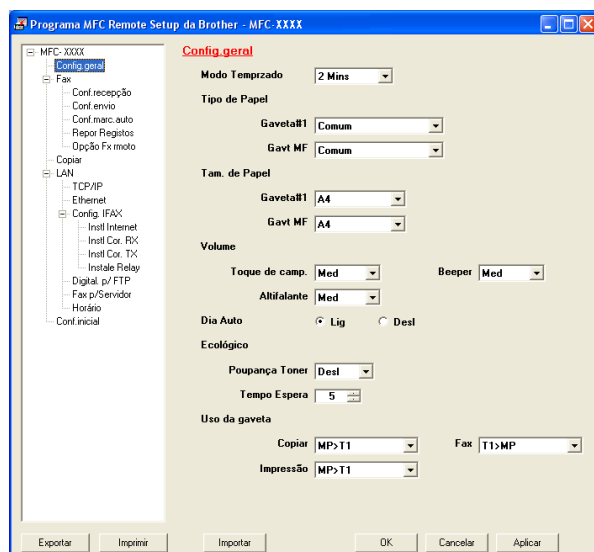 Programa MFC Remote Setup da Brother - MFC-XXXX
MFC- XXXX
Config.geral
Fax
Conf.recepção
Conf.envio
Conf.marc.auto
Repor Registos
Opção Fx rmoto
Copiar
LAN
TCP/IP
Ethernet
Config. IFAX
Instl Internet
Instl Cor. RX
Instl Cor. TX
Instale Relay
Digital. p/ FTP
Fax p/Servidor
Horário
Conf.inicial
Config.geral
Modo Temprzado 2 Mins
Tipo de Papel
Gaveta#1 Comum
Gavt MF Comum
Tam. de Papel
Gaveta#1 A4
Gavt MF A4
Volume
Toque de camp. Med Beeper Med
Altifalante Med
Dia Auto Lig Desl
Ecológico
Poupança Toner Desl
Tempo Espera 5
Uso da gaveta
Copiar MP>T1 Fax T1>MP
Impressão MP>T1
Exportar Imprimir Importar OK Cancelar Aplicar